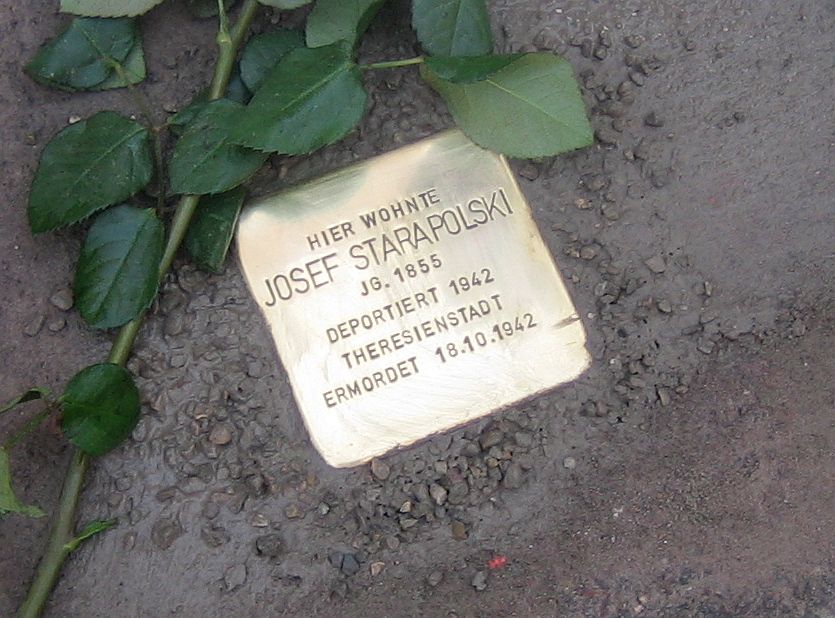 HIER WOHNTE
JOSEF STARAPOLSKI
JG. 1855
DEPORTIERT 1942
THERESIENSTADT
ERMORDET 18.10.1942